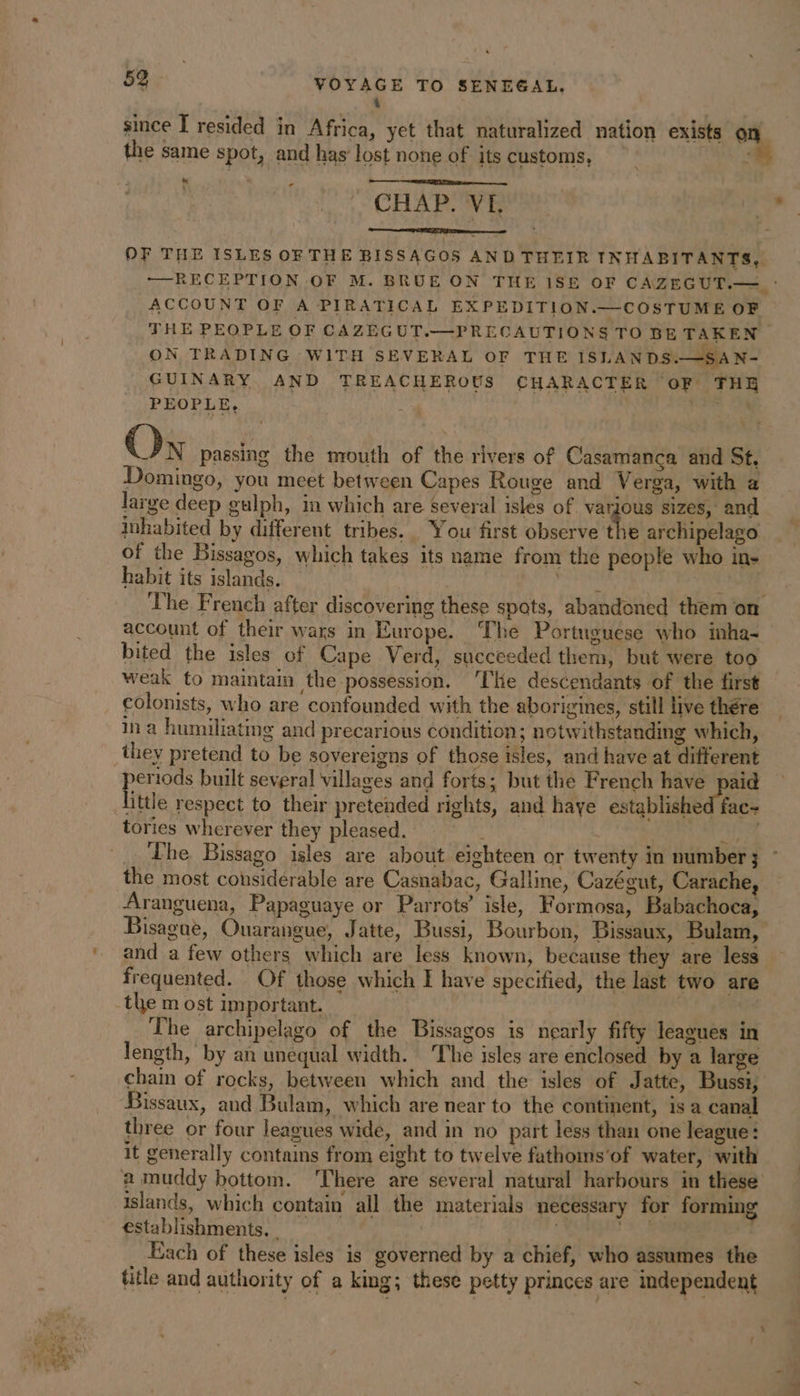 52 VOYAGE TO SENEGAL.
since I resided in Africa, yet that naturalized nation exists on
the same spot, and has lost none of its customs,
CHAP. VI.
OF THE ISLES OF THE BISSAGOS AND THEIR INHABITANTS,
—RECEPTION OF M. BRUE ON THE ISE OF CAZEGUT.—
ACCOUNT OF A PIRATICAL EXPEDITION.—COSTUME OF
THE PEOPLE OF CAZEGUT.—PRECAUTIONS TO BE TAKEN
ON TRADING WITH SEVERAL OF THE ISLANDS.—SAN-
GUINARY AND TREACHEROUS CHARACTER OF THE
PEOPLE.
ON passing the mouth of the rivers of Casamança and St.
Domingo, you meet between Capes Rouge and Verga, with a
large deep gulph, in which are several isles of various sizes, and
inhabited by different tribes. You first observe the archipelago
of the Bissagos, which takes its name from the people who in-
habit its islands.
The French after discovering these spots, abandoned them on
account of their wars in Europe. The Portuguese who inha-
bited the isles of Cape Verd, succeeded them, but were too
weak to maintain the possession. The descendants of the first
colonists, who are confounded with the aborigines, still live there
in a humiliating and precarious condition; notwithstanding which,
they pretend to be sovereigns of those isles, and have at different
periods built several villages and forts; but the French have paid
little respect to their pretended rights, and have established fac-
tories wherever they pleased.
The Bissago isles are about eighteen or twenty in number;
the most considerable are Casnabac, Galline, Cazégut, Carache,
Aranguena, Papaguaye or Parrots' isle, Formosa, Babachoca,
Bisague, Ouarangue, Jatte, Bussi, Bourbon, Bissaux, Bulam,
and a few others which are less known, because they are less
frequented. Of those which I have specified, the last two are
the most important.
The archipelago of the Bissagos is nearly fifty leagues in
length, by an unequal width. The isles are enclosed by a large
chain of rocks, between which and the isles of Jatte, Bussi,
Bissaux, and Bulam, which are near to the continent, is a canal
three or four leagues wide, and in no part less than one league:
it generally contains from eight to twelve fathoms of water, with
a muddy bottom. There are several natural harbours in these
islands, which contain all the materials necessary for forming
establishments.
Each of these isles is governed by a chief, who assumes the
title and authority of a king; these petty princes are independent